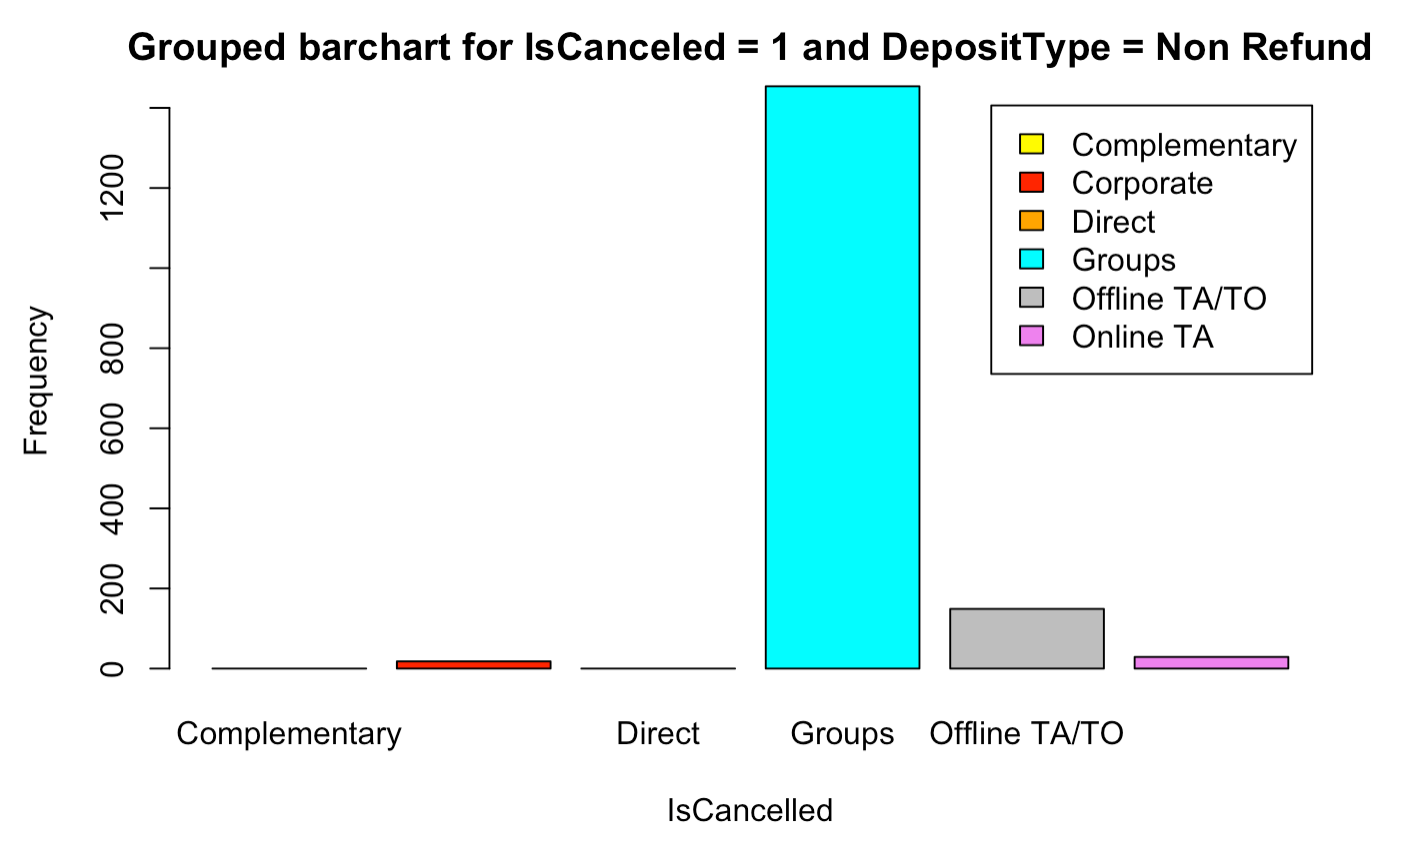 Grouped barchart for IsCanceled = 1 and DepositType = Non Refund
Frequency
1200
800
600
400
200
0
Complementary
Corporate
Direct
Groups
Offline TA/TO
Online TA
Complementary Direct Groups Offline TA/TO
IsCancelled